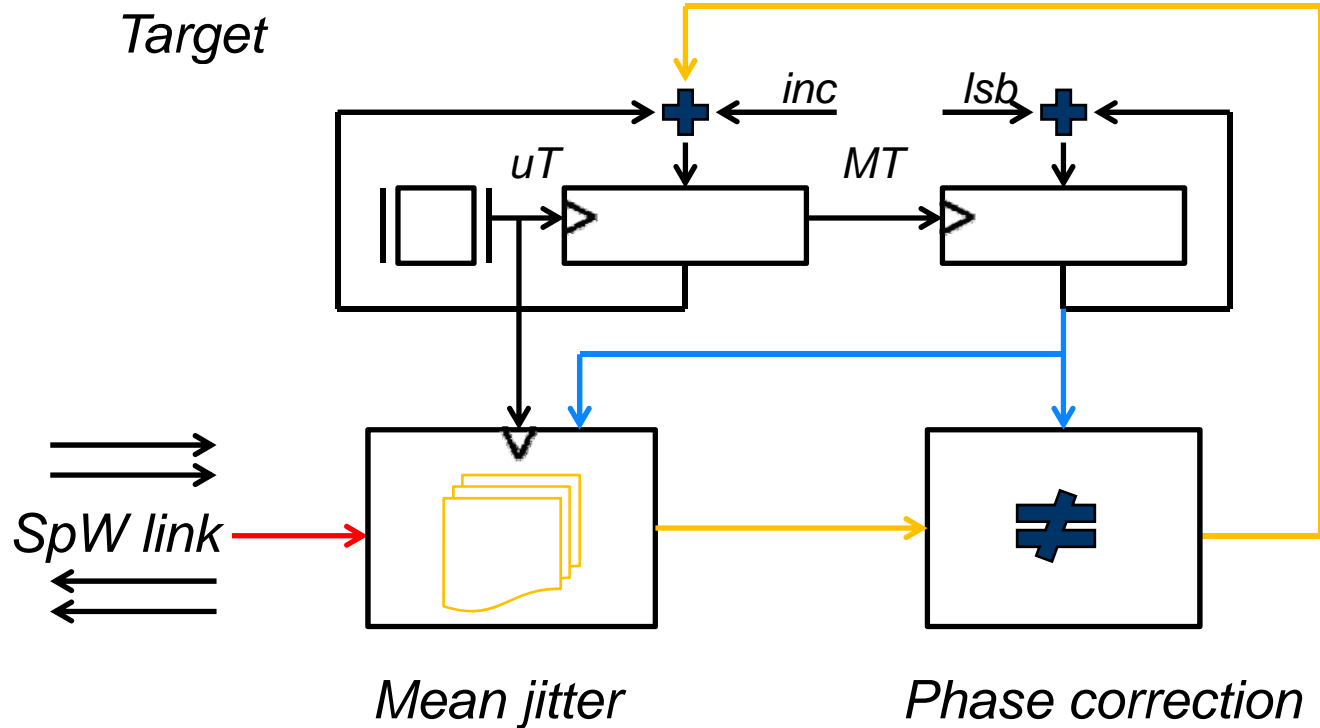 Target
inc
lsb
uT
MT
SpW link
Mean jitter
Phase correction